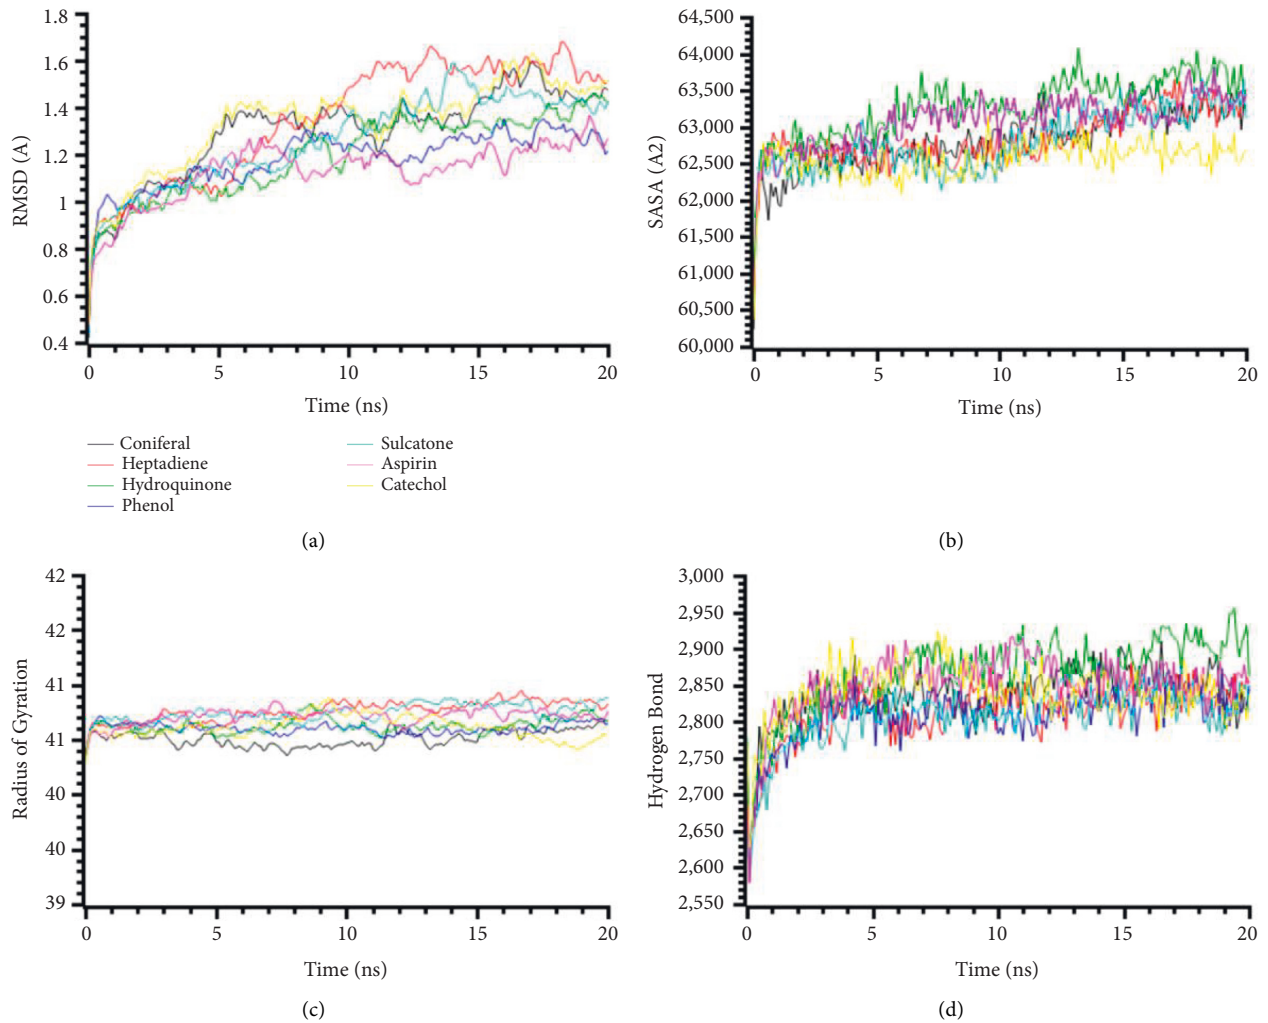 1.8
1.6
1.4
1.2
1
0.8
0.6
0.4
RMSD (A)
0 5 10 15 20
Time (ns)
Coniferal
Heptadiene
Hydroquinone
Phenol
Sulcatone
Aspirin
Catechol
(a)
64,500
64,000
63,500
63,000
62,500
62,000
61,500
61,000
60,500
60,000
SASA (A2)
0 5 10 15 20
Time (ns)
(b)
42
42
41
41
40
40
39
Radius of Gyration
0 5 10 15 20
Time (ns)
(c)
3,000
2,950
2,900
2,850
2,800
2,750
2,700
2,650
2,600
2,550
Hydrogen Bond
0 5 10 15 20
Time (ns)
(d)